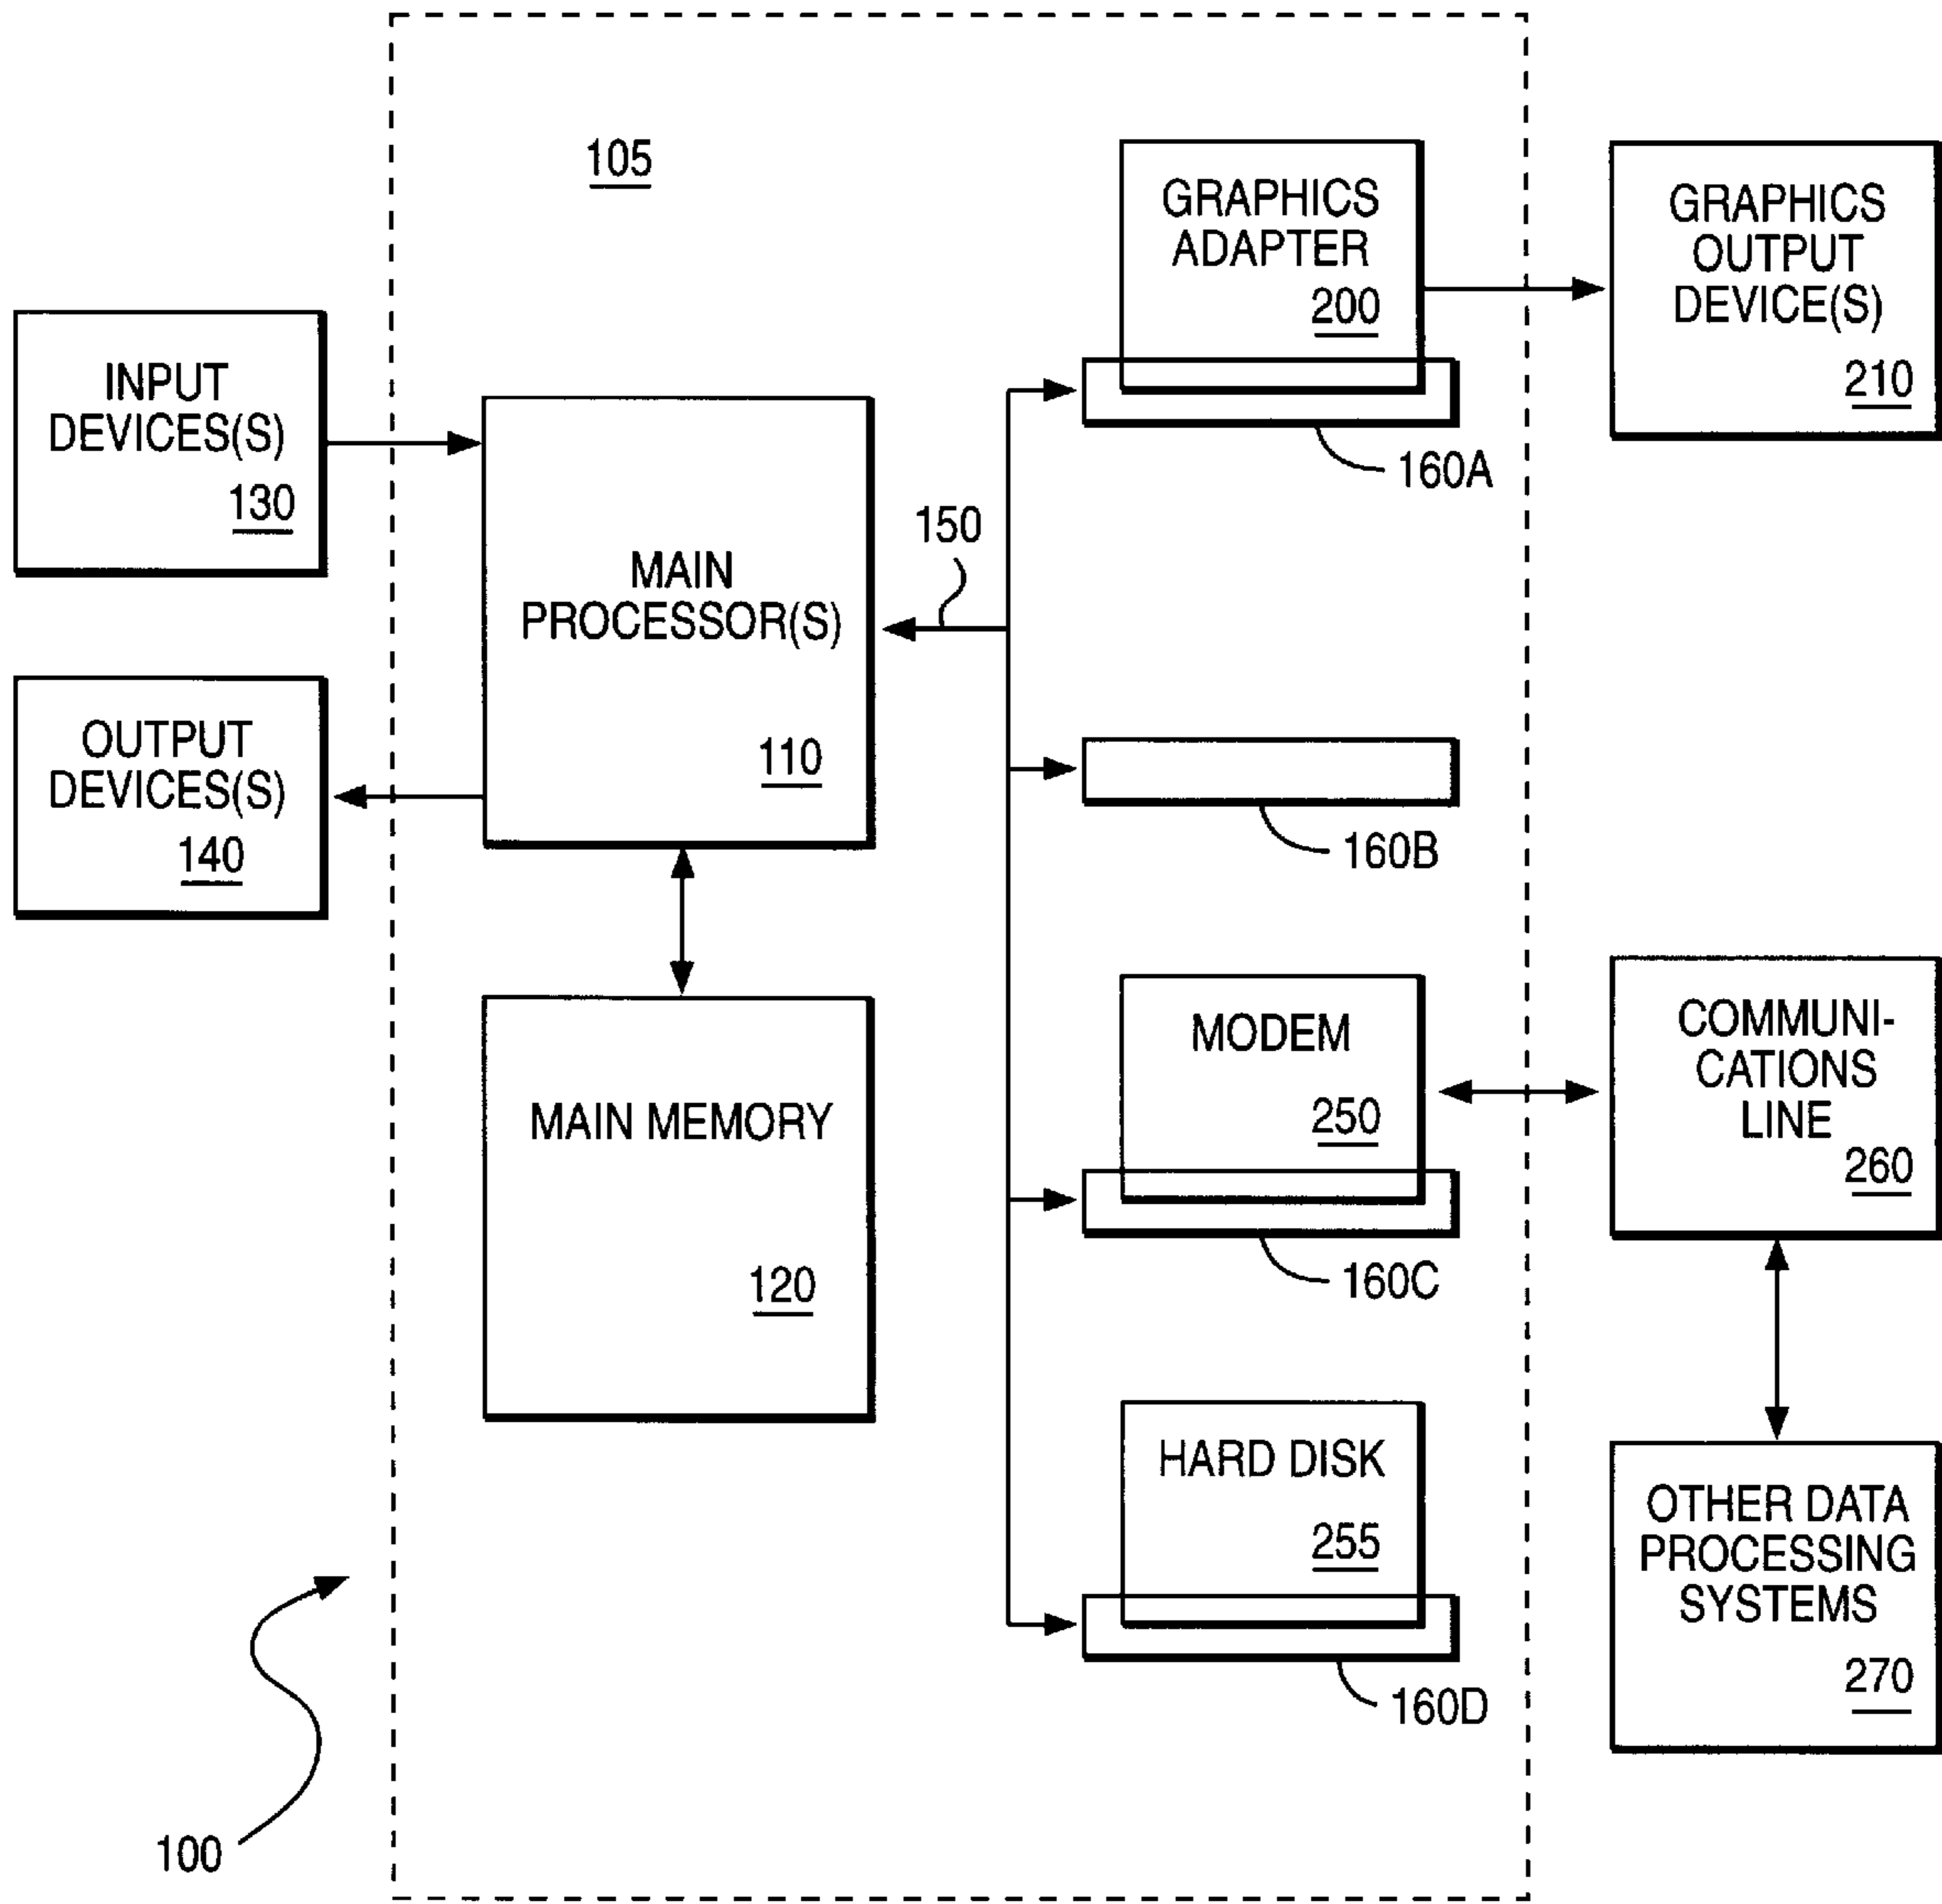 105
GRAPHICS
ADAPTER
200
GRAPHICS
OUTPUT
DEVICE(S)
210
INPUT
DEVICES(S)
130
160A
150
MAIN
PROCESSOR(S)
110
OUTPUT
DEVICES(S)
140
160B
MODEM
250
COMMUNI-
CATIONS
LINE
260
MAIN MEMORY
120
160C
HARD DISK
255
OTHER DATA
PROCESSING
SYSTEMS
270
160D
100